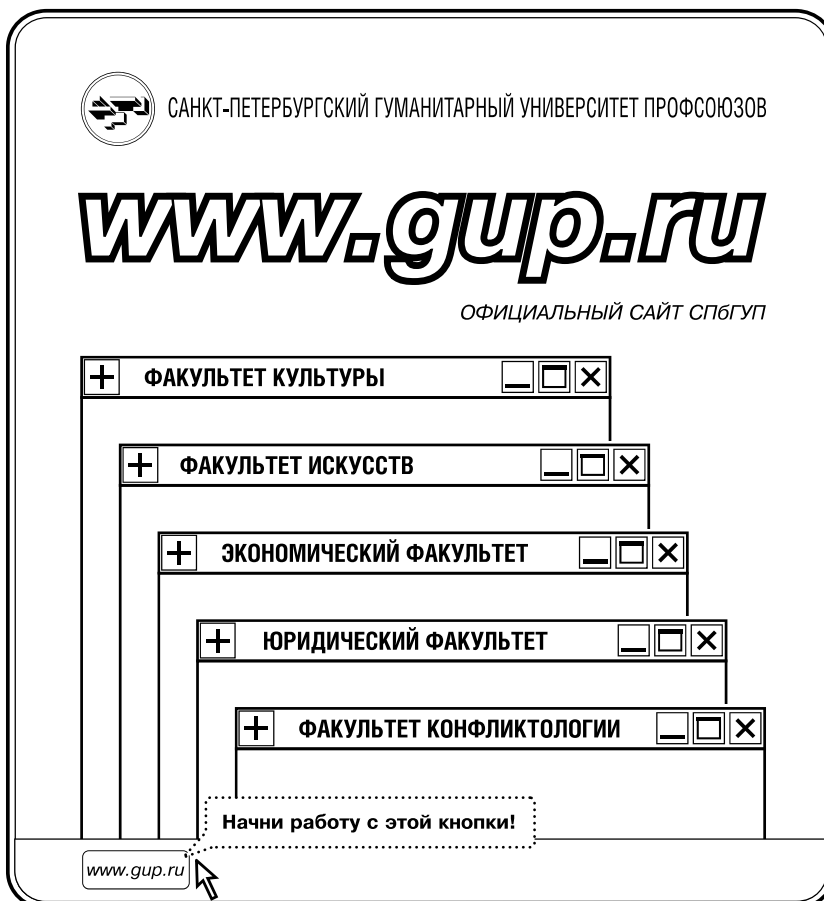 САНКТ-ПЕТЕРБУРГСКИЙ ГУМАНИТАРНЫЙ УНИВЕРСИТЕТ ПРОФСОЮЗОВ
www.gup.ru
ОФИЦИАЛЬНЫЙ САЙТ СПбГУП
ФАКУЛЬТЕТ КУЛЬТУРЫ
ФАКУЛЬТЕТ ИСКУССТВ
ЭКОНОМИЧЕСКИЙ ФАКУЛЬТЕТ
ЮРИДИЧЕСКИЙ ФАКУЛЬТЕТ
ФАКУЛЬТЕТ КОНФЛИКТОЛОГИИ
Начни работу с этой кнопки!
www.gup.ru